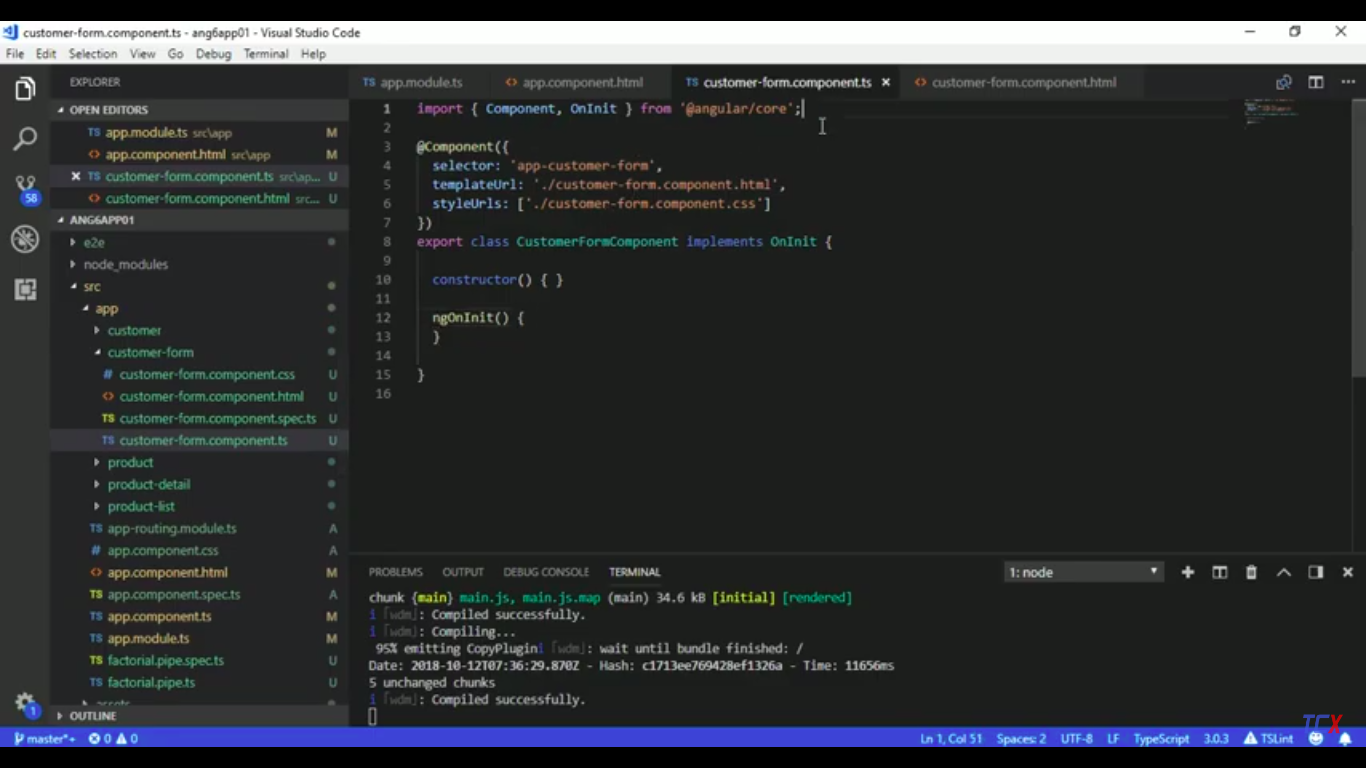 customer-form.component.ts - ang6app01 - Visual Studio Code
File Edit Selection View Go Debug Terminal Help
EXPLORER
OPEN EDITORS
TS app.module.ts src\app M
<> app.component.html src\app M
× TS customer-form.component.ts src\ap... U
<> customer-form.component.html src... U
58
ANG6APP01
e2e
node_modules
src
app
customer
customer-form
# customer-form.component.css U
<> customer-form.component.html U
TS customer-form.component.spec.ts U
TS customer-form.component.ts U
product
product-detail
product-list
TS app-routing.module.ts A
# app.component.css A
<> app.component.html M
TS app.component.spec.ts A
TS app.component.ts M
TS app.module.ts M
TS factorial.pipe.spec.ts U
TS factorial.pipe.ts U
assets
1
OUTLINE
TS app.module.ts <> app.component.html TS customer-form.component.ts × <> customer-form.component.html
1 import { Component, OnInit } from '@angular/core';
2
3 @Component({
4 selector: 'app-customer-form',
5 templateUrl: './customer-form.component.html',
6 styleUrls: ['./customer-form.component.css']
7 })
8 export class CustomerFormComponent implements OnInit {
9
10 constructor() { }
11
12 ngOnInit() {
13 }
14
15 }
16
PROBLEMS OUTPUT DEBUG CONSOLE TERMINAL 1: node
chunk {main} main.js, main.js.map (main) 34.6 kB [initial] [rendered]
i ｢wdm｣: Compiled successfully.
i ｢wdm｣: Compiling...
95% emitting CopyPlugini ｢wdm｣: wait until bundle finished: /
Date: 2018-10-12T07:36:29.870Z - Hash: c1713ee769428ef1326a - Time: 11656ms
5 unchanged chunks
i ｢wdm｣: Compiled successfully.
TCX
master*+ 0 0 Ln 1, Col 51 Spaces: 2 UTF-8 LF TypeScript 3.0.3 TSLint